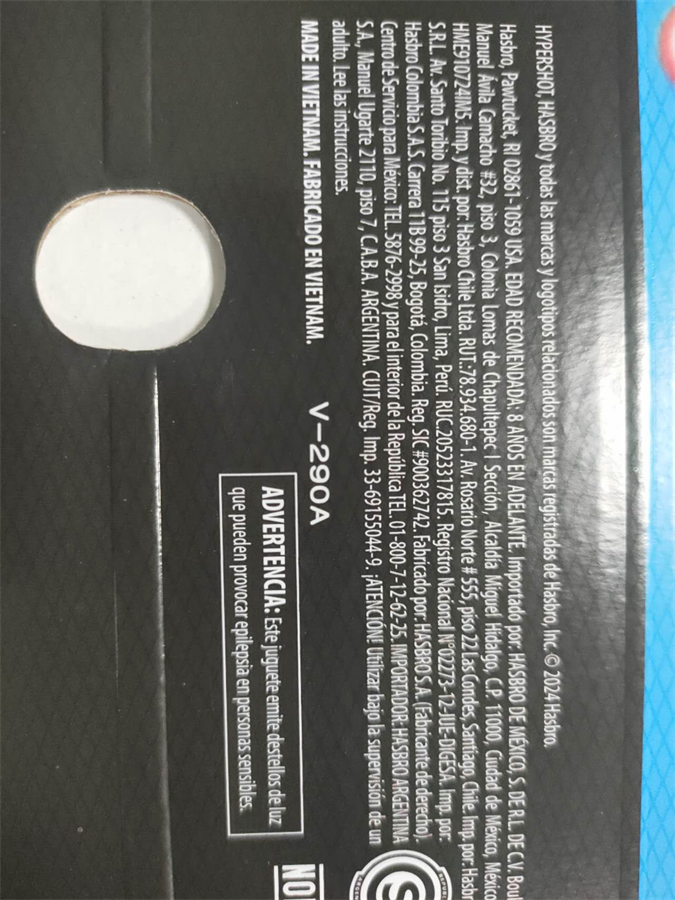 HYPERSHOT, HASBRO y todas las marcas y logotipos relacionados son marcas registradas de Hasbro, Inc. © 2024 Hasbro.
Hasbro, Pawtucket, RI 02861-1059 USA. EDAD RECOMENDADA: 8 AÑOS EN ADELANTE. Importado por: HASBRO DE MÉXICO, S. DE R.L. DE C.V. Boul
Manuel Ávila Camacho #32, piso 3, Colonia Lomas de Chapultepec I Sección, Alcaldía Miguel Hidalgo, C.P. 11000, Ciudad de México, México
HME910724IM5. Imp. y dist. por: Hasbro Chile Ltda. RUT.:78.934.680-1. Av. Rosario Norte # 555, piso 22 Las Condes, Santiago, Chile. Imp. por: Hasbr
S.R.L. Av. Santo Toribio No. 115 piso 3 San Isidro, Lima, Perú. RUC.20523317815. Registro Nacional N°02773-12-JUE-DIGESA. Imp. por:
Hasbro Colombia S.A.S. Carrera 11B 99-25, Bogotá, Colombia. Reg. SIC #900362742. Fabricado por: HASBRO S.A. (Fabricante de derecho).
Centro de Servicio para México: TEL. 5876-2998 y para el interior de la República TEL. 01-800-7-12-62-25. IMPORTADOR: HASBRO ARGENTINA
S.A., Manuel Ugarte 2110, piso 7, C.A.B.A. ARGENTINA. CUIT/Reg. Imp. 33-69155044-9. ¡ATENCIÓN! Utilizar bajo la supervisión de un
adulto. Lee las instrucciones.
MADE IN VIETNAM. FABRICADO EN VIETNAM.
V-290A
ADVERTENCIA: Este juguete emite destellos de luz
que pueden provocar epilepsia en personas sensibles.
S